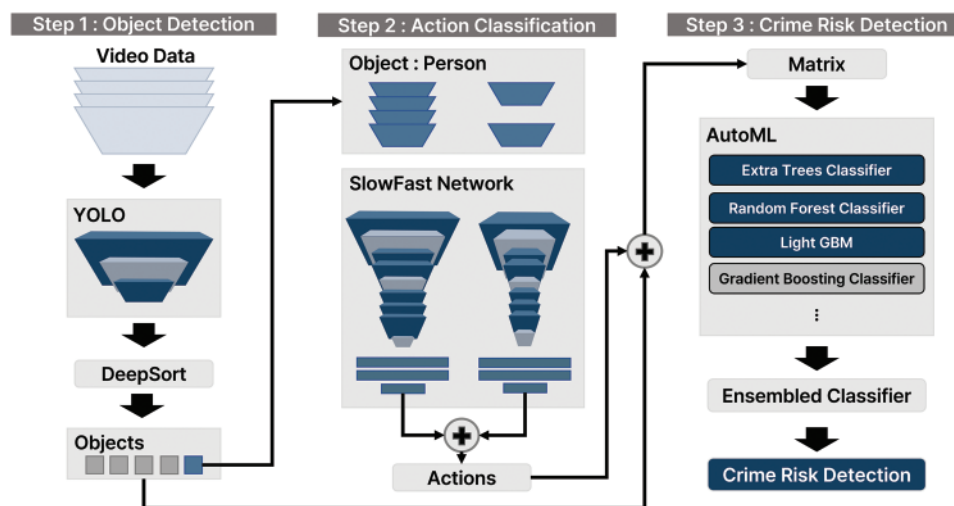 Step 1 : Object Detection
Video Data
YOLO
DeepSort
Objects
Step 2 : Action Classification
Object : Person
SlowFast Network
Actions
Step 3 : Crime Risk Detection
Matrix
AutoML
Extra Trees Classifier
Random Forest Classifier
Light GBM
Gradient Boosting Classifier
...
Ensembled Classifier
Crime Risk Detection